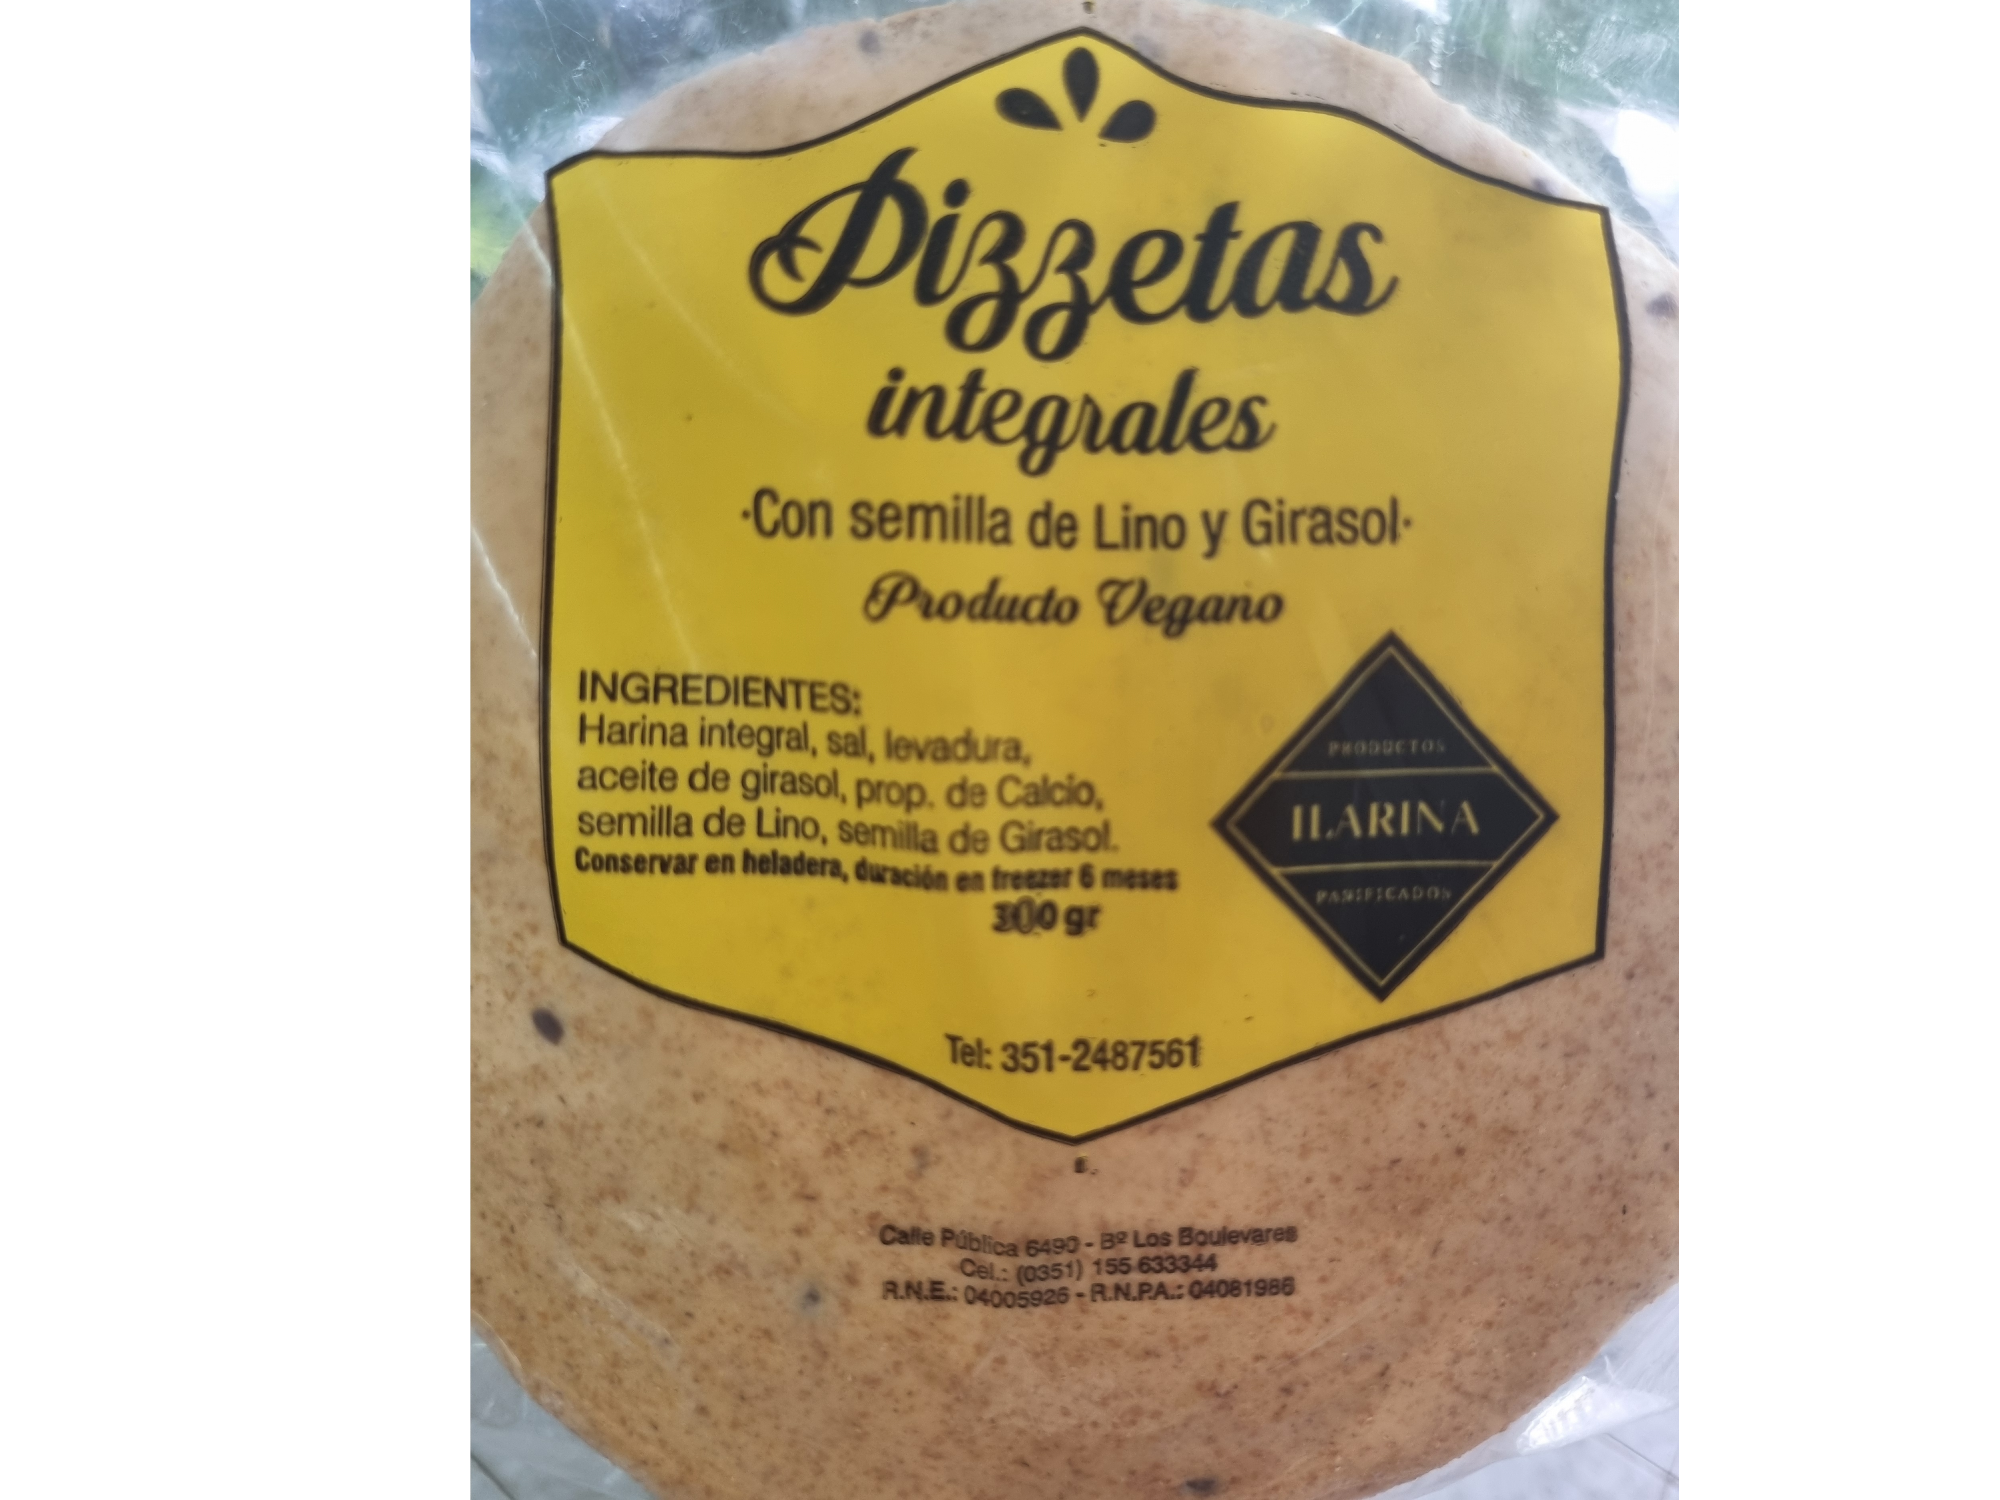 Pizzetas
integrales
·Con semilla de Lino y Girasol·
Producto Vegano
INGREDIENTES:
Harina integral, sal, levadura,
aceite de girasol, prop. de Calcio,
semilla de Lino, semilla de Girasol.
Conservar en heladera, duración en freezer 6 meses
300 gr
PRODUCTOS
ILARINA
PANIFICADOS
Tel: 351-2487561
Calle Pública 6490 - Bº Los Boulevares
Cel.: (0351) 155 633344
R.N.E.: 04005926 - R.N.P.A.: 04081986